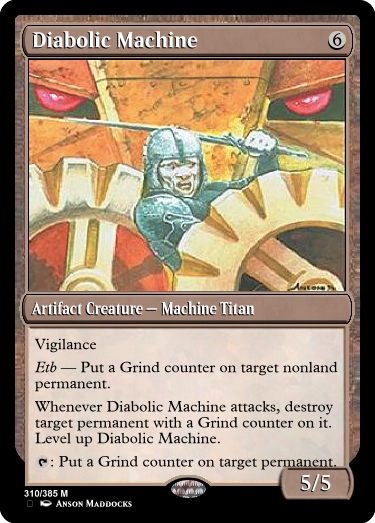 Diabolic Machine 6
Artifact Creature — Machine Titan
Vigilance
Etb — Put a Grind counter on target nonland
permanent.
Whenever Diabolic Machine attacks, destroy
target permanent with a Grind counter on it.
Level up Diabolic Machine.
: Put a Grind counter on target permanent.
5/5
310/385 M
Anson Maddocks